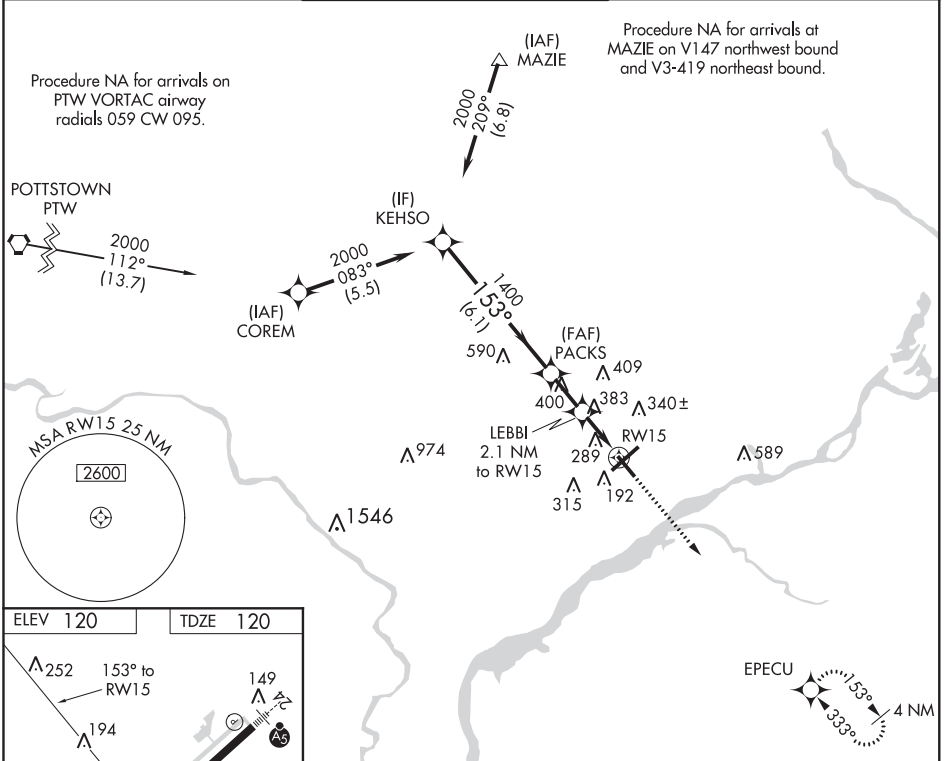 Procedure NA for arrivals on
PTW VORTAC airway
radials 059 CW 095.
(IAF)
MAZIE
Procedure NA for arrivals at
MAZIE on V147 northwest bound
and V3-419 northeast bound.
2000
209°
(6.8)
POTTSTOWN
PTW
2000
112°
(13.7)
(IF)
KEHSO
2000
083°
(5.5)
(IAF)
COREM
1400
153°
(6.1)
(FAF)
PACKS
590
409
400
383
340±
LEBBI
2.1 NM
to RW15
289
RW15
589
974
315
192
1546
MSA RW15 25 NM
2600
ELEV 120
TDZE 120
252
153° to
RW15
149
24
194
A5
EPECU
153°
333°
4 NM